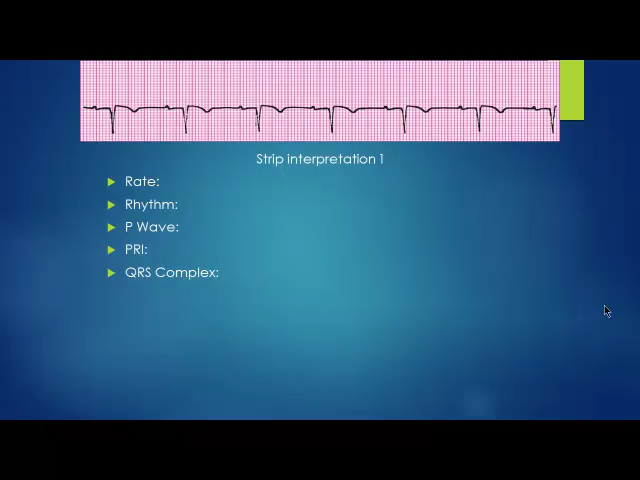 Strip interpretation 1
Rate:
Rhythm:
P Wave:
PRI:
QRS Complex: